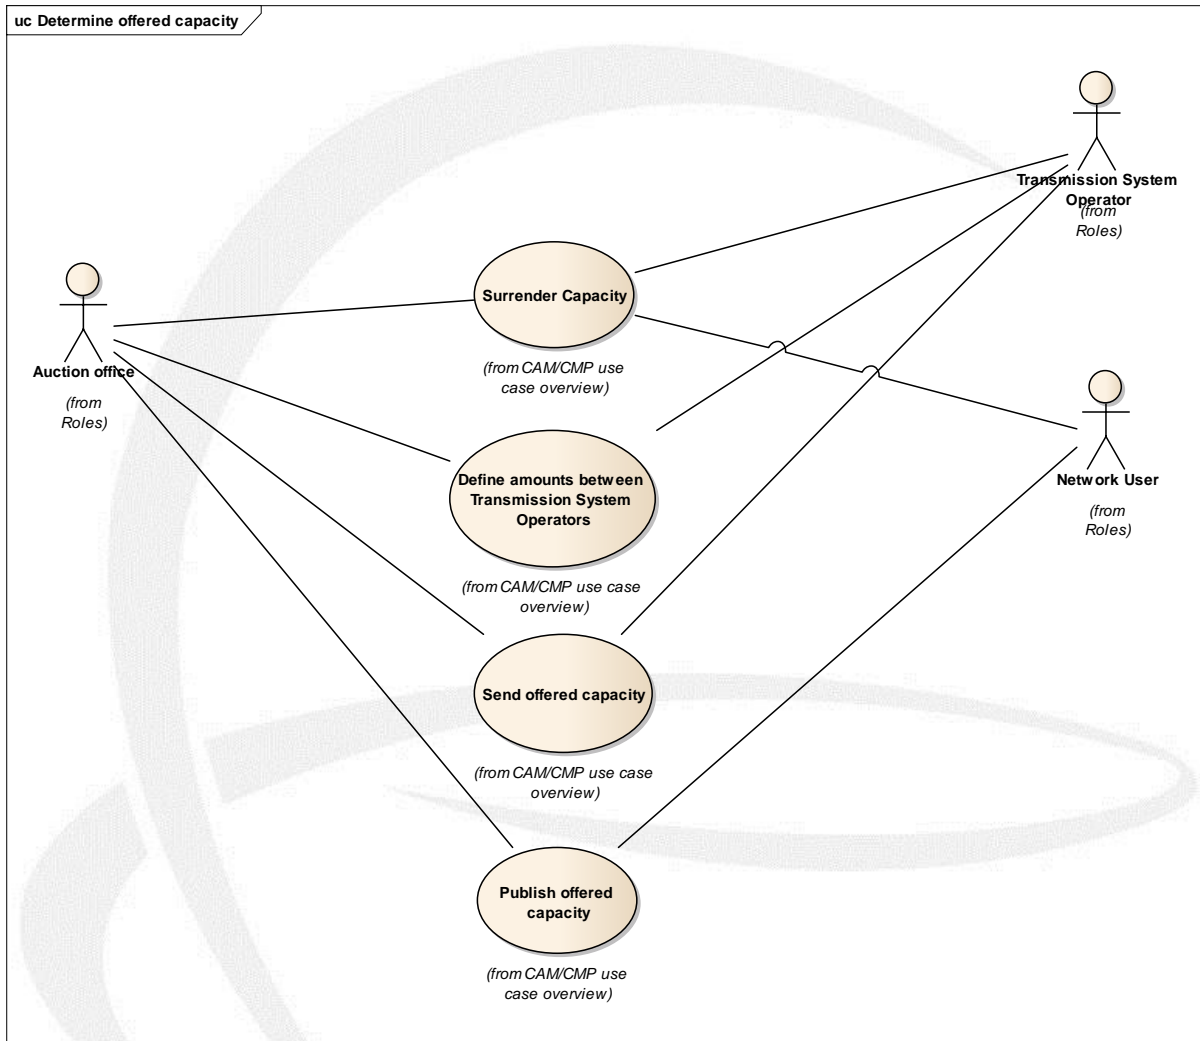 uc Determine offered capacity
Transmission System
Operator
(from
Roles)
Surrender Capacity
(from CAM/CMP use
case overview)
Auction office
(from
Roles)
Network User
(from
Roles)
Define amounts between
Transmission System
Operators
(from CAM/CMP use case
overview)
Send offered capacity
(from CAM/CMP use case
overview)
Publish offered
capacity
(from CAM/CMP use
case overview)